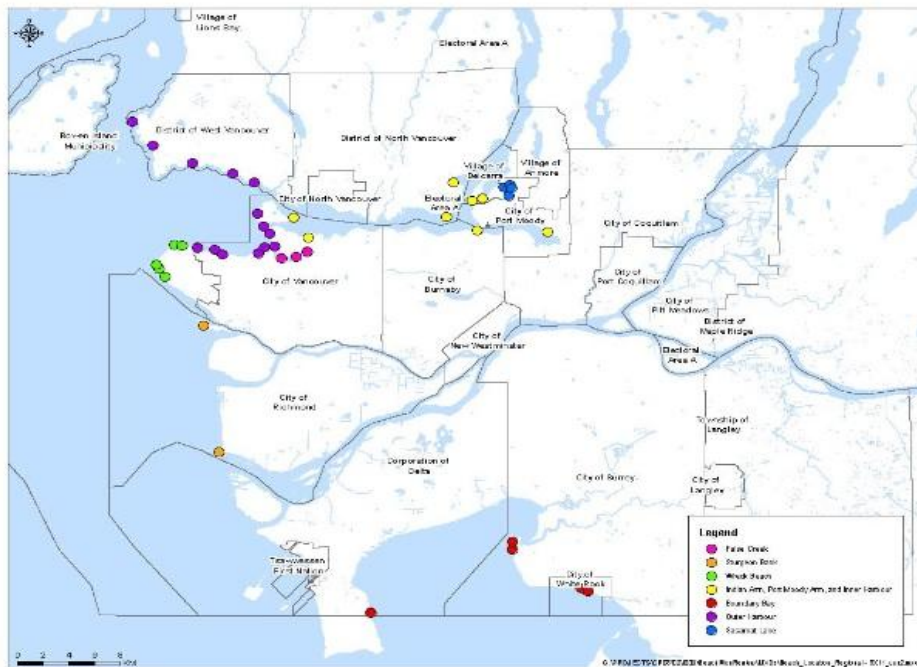 Village of
Lions Bay
Electoral Area A
Bowen Island
Municipality
District of West Vancouver
District of North Vancouver
Village of
Belcarra
Village of
Anmore
City of North Vancouver
Electoral
Area A
City of
Port Moody
City of Coquitlam
City of Vancouver
City of
Burnaby
City of
Port Coquitlam
City of
Pitt Meadows
District of
Maple Ridge
City of
New Westminster
Electoral
Area A
City of
Richmond
Township of
Langley
Corporation of
Delta
City of Surrey
City of
Langley
Tsawwassen
First Nation
City of
White Rock
Legend
False Creek
Sturgeon Bank
Wreck Beach
Indian Arm, Port Moody Arm, and Inner Harbour
Boundary Bay
Outer Harbour
Sasamat Lake
0 2 4 6 8
KM